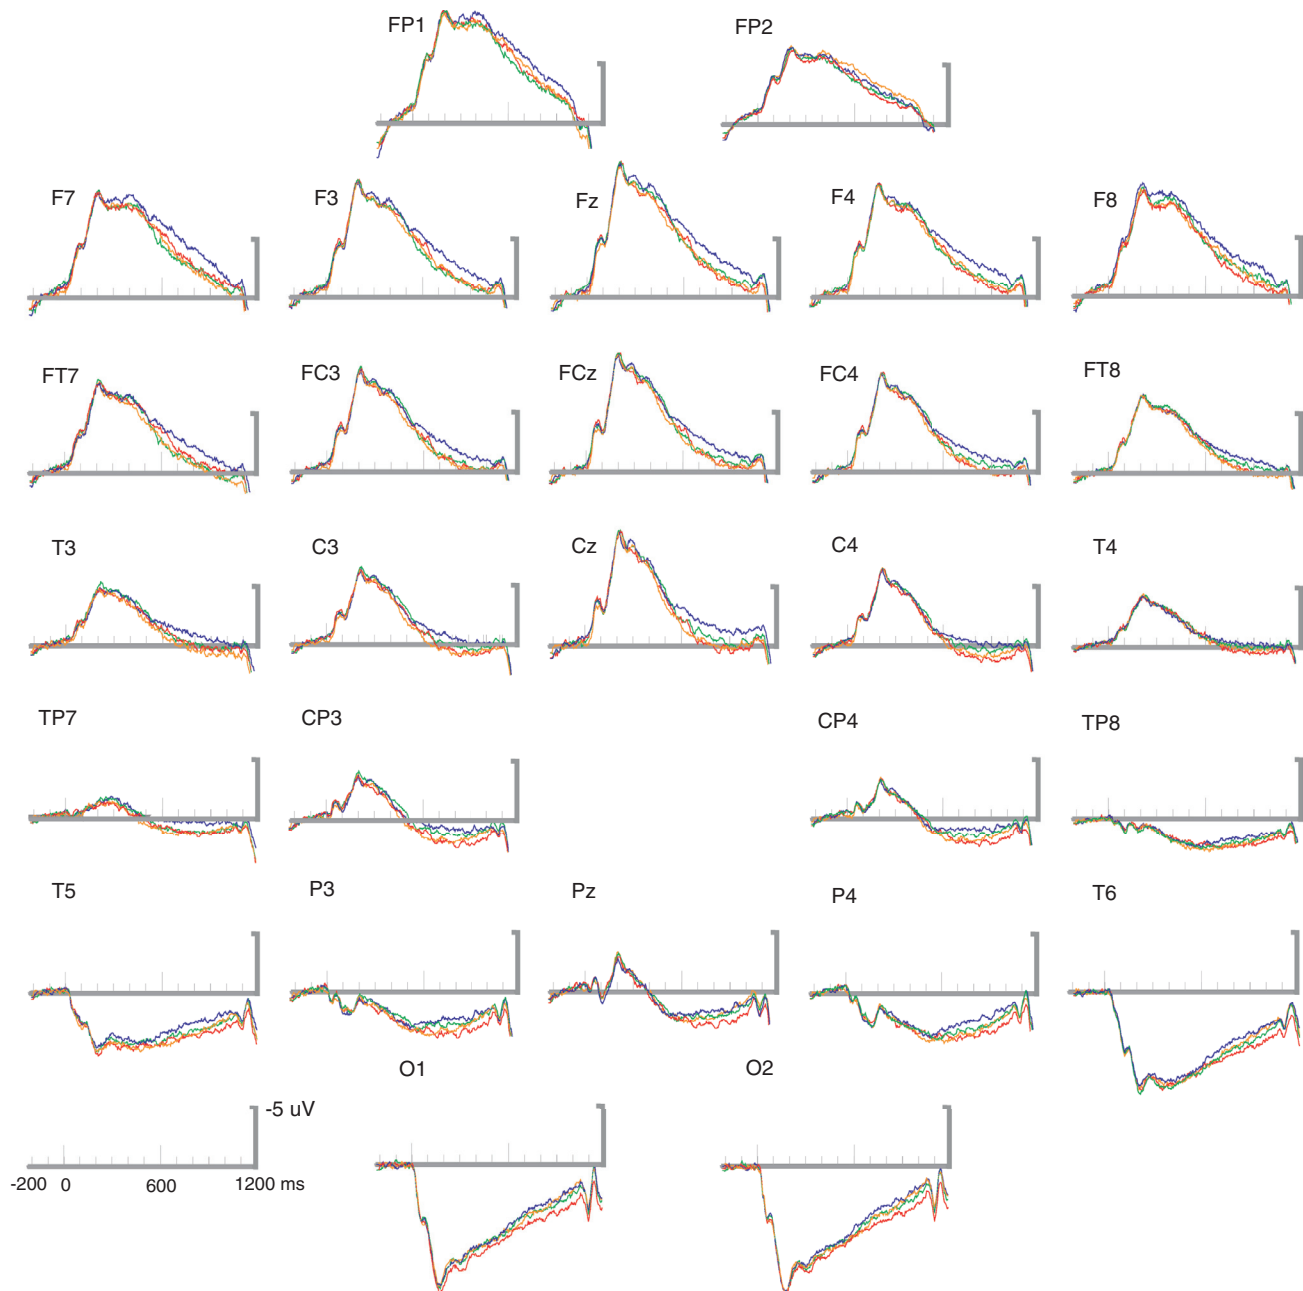 FP1 FP2
F7 F3 Fz F4 F8
FT7 FC3 FCz FC4 FT8
T3 C3 Cz C4 T4
TP7 CP3 CP4 TP8
T5 P3 Pz P4 T6
O1 O2
-5 uV
-200 0 600 1200 ms